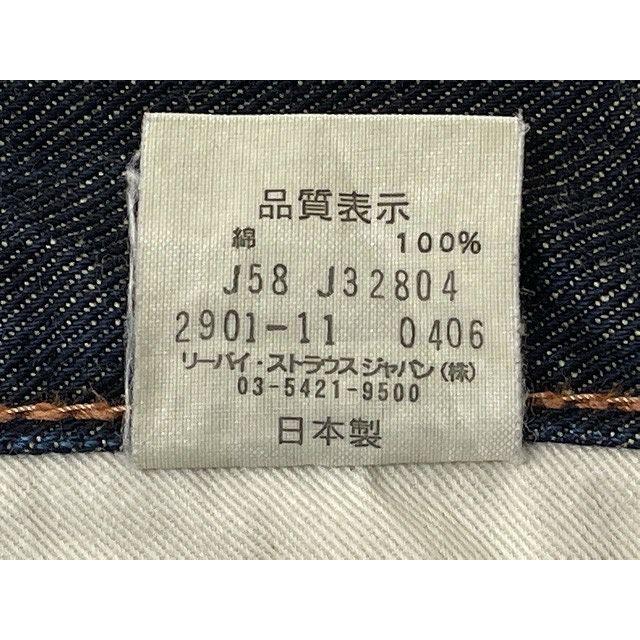 品質表示
綿 100%
J58 J32804
2901-11 0406
リーバイ・ストラウスジャパン(株)
03-5421-9500
日本製